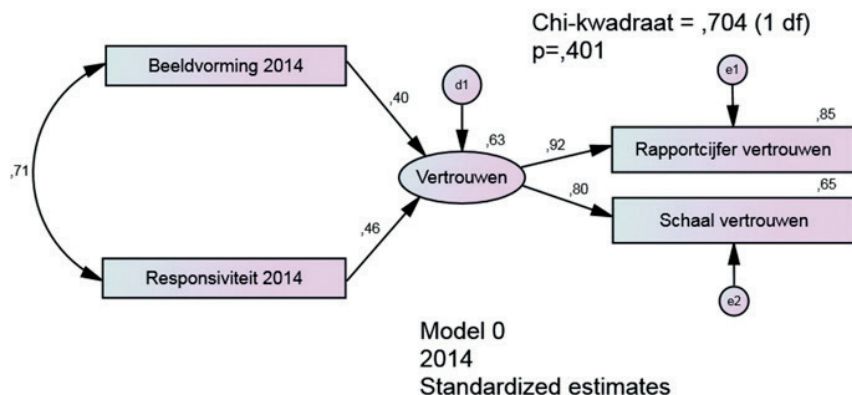 Chi-kwadraat = ,704 (1 df)
p=,401
Beeldvorming 2014
d1
e1
,40
,85
,63
,92
Rapportcijfer vertrouwen
,71
Vertrouwen
,80
,65
Schaal vertrouwen
,46
Responsiviteit 2014
e2
Model 0
2014
Standardized estimates